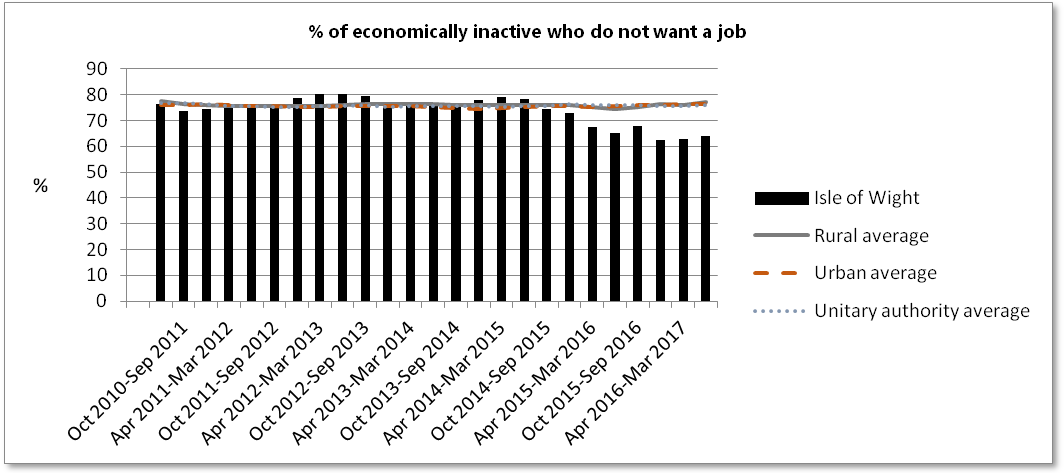 % of economically inactive who do not want a job
90
80
70
60
50
40
30
20
10
0
%
Oct 2010-Sep 2011
Apr 2011-Mar 2012
Oct 2011-Sep 2012
Apr 2012-Mar 2013
Oct 2012-Sep 2013
Apr 2013-Mar 2014
Oct 2013-Sep 2014
Apr 2014-Mar 2015
Oct 2014-Sep 2015
Apr 2015-Mar 2016
Oct 2015-Sep 2016
Apr 2016-Mar 2017
Isle of Wight
Rural average
Urban average
Unitary authority average